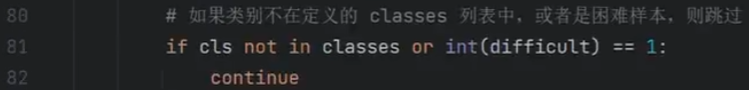 80 # 如果类别不在定义的 classes 列表中，或者是困难样本，则跳过
81 if cls not in classes or int(difficult) == 1:
82 continue